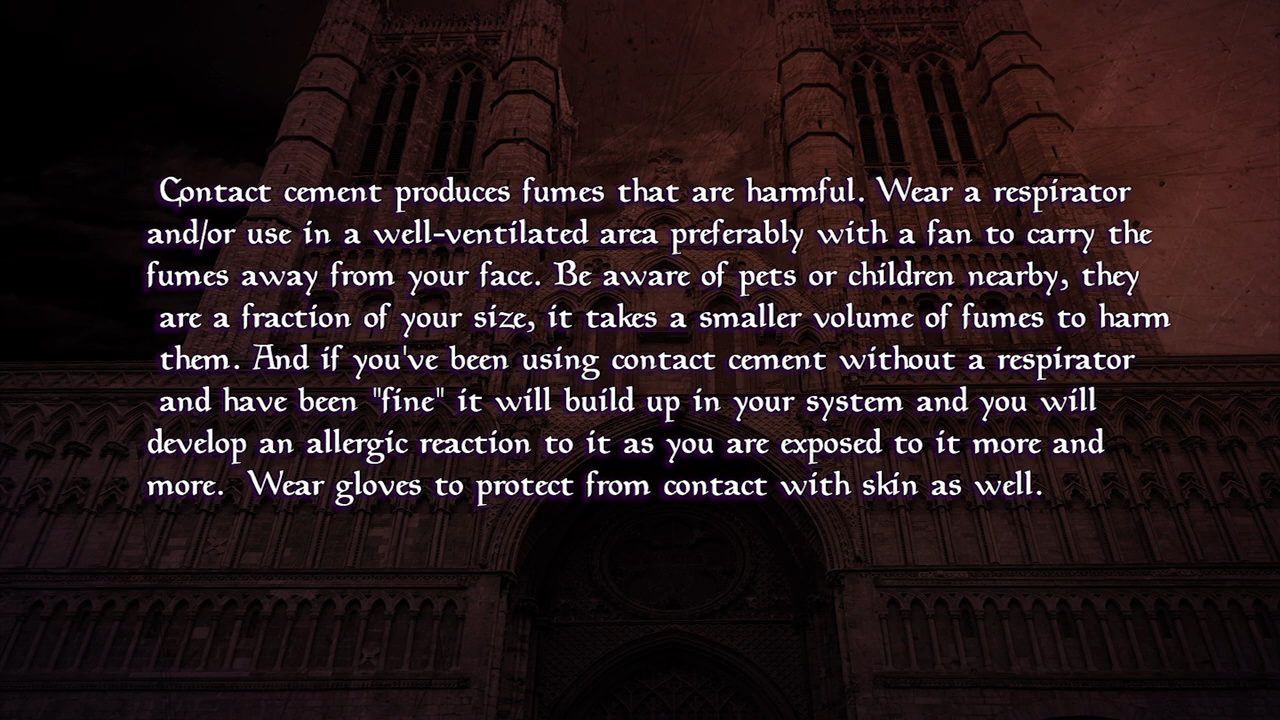 Contact cement produces fumes that are harmful. Wear a respirator
and/or use in a well-ventilated area preferably with a fan to carry the
fumes away from your face. Be aware of pets or children nearby, they
are a fraction of your size, it takes a smaller volume of fumes to harm
them. And if you've been using contact cement without a respirator
and have been "fine" it will build up in your system and you will
develop an allergic reaction to it as you are exposed to it more and
more. Wear gloves to protect from contact with skin as well.